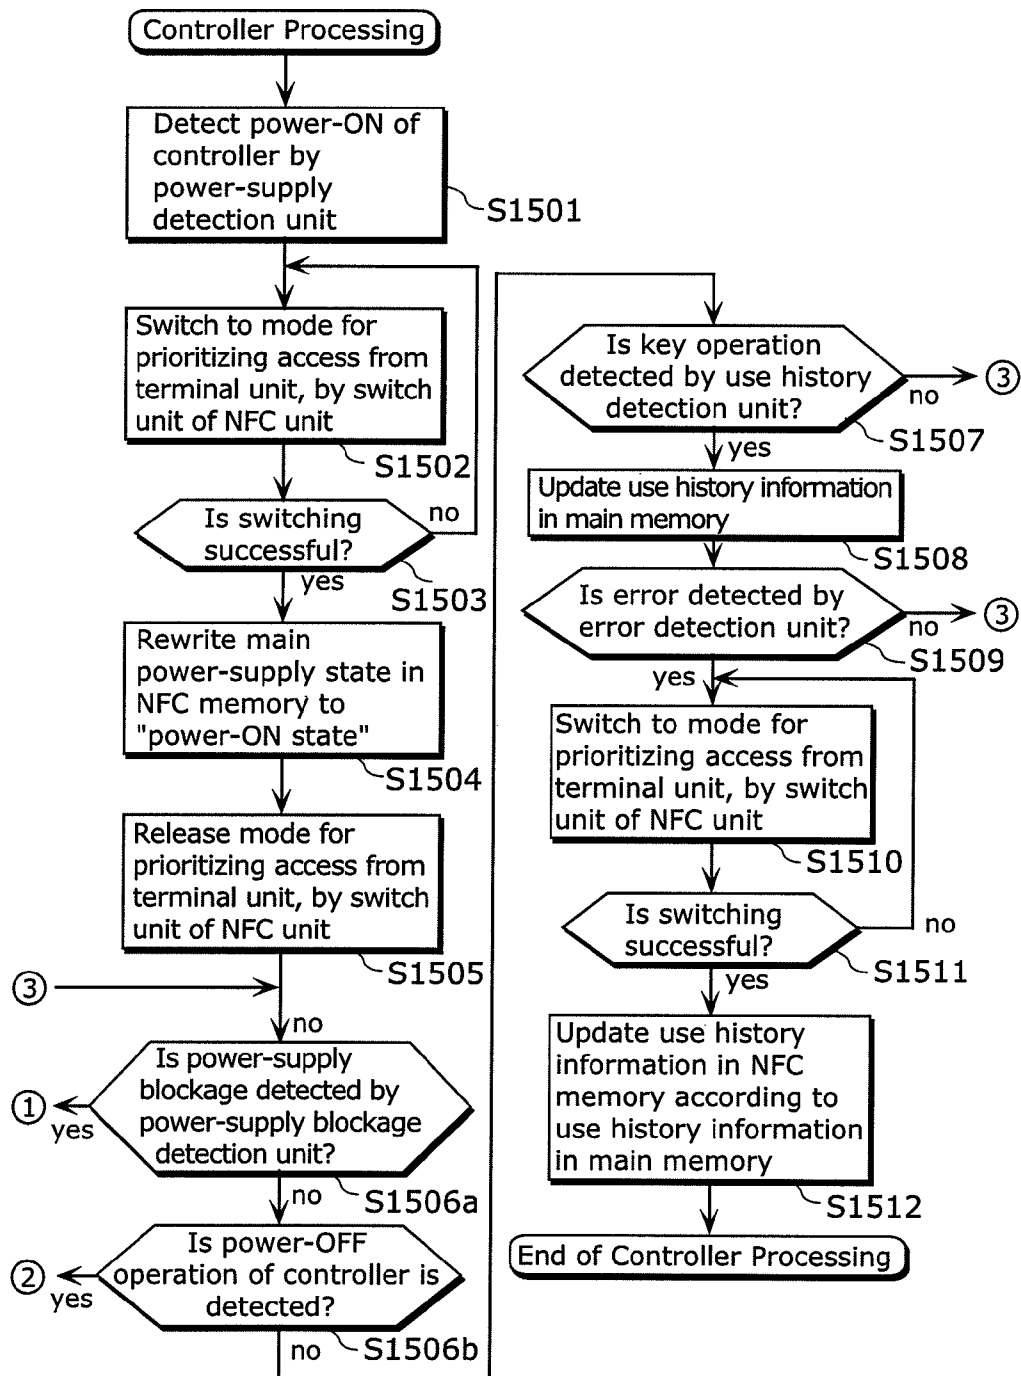 Controller Processing
Detect power-ON of
controller by
power-supply
detection unit
S1501
Switch to mode for
prioritizing access from
terminal unit, by switch
unit of NFC unit
S1502
Is switching
successful?
no
yes
S1503
Rewrite main
power-supply state in
NFC memory to
"power-ON state"
S1504
Release mode for
prioritizing access from
terminal unit, by switch
unit of NFC unit
S1505
3
no
Is power-supply
blockage detected by
power-supply blockage
detection unit?
1
yes
no
S1506a
Is power-OFF
operation of controller is
detected?
2
yes
no
S1506b
Is key operation
detected by use history
detection unit?
3
no
S1507
yes
Update use history information
in main memory
S1508
Is error detected by
error detection unit?
3
no
S1509
yes
Switch to mode for
prioritizing access from
terminal unit, by switch
unit of NFC unit
S1510
Is switching
successful?
no
S1511
yes
Update use history
information in NFC
memory according to
use history information
in main memory
S1512
End of Controller Processing